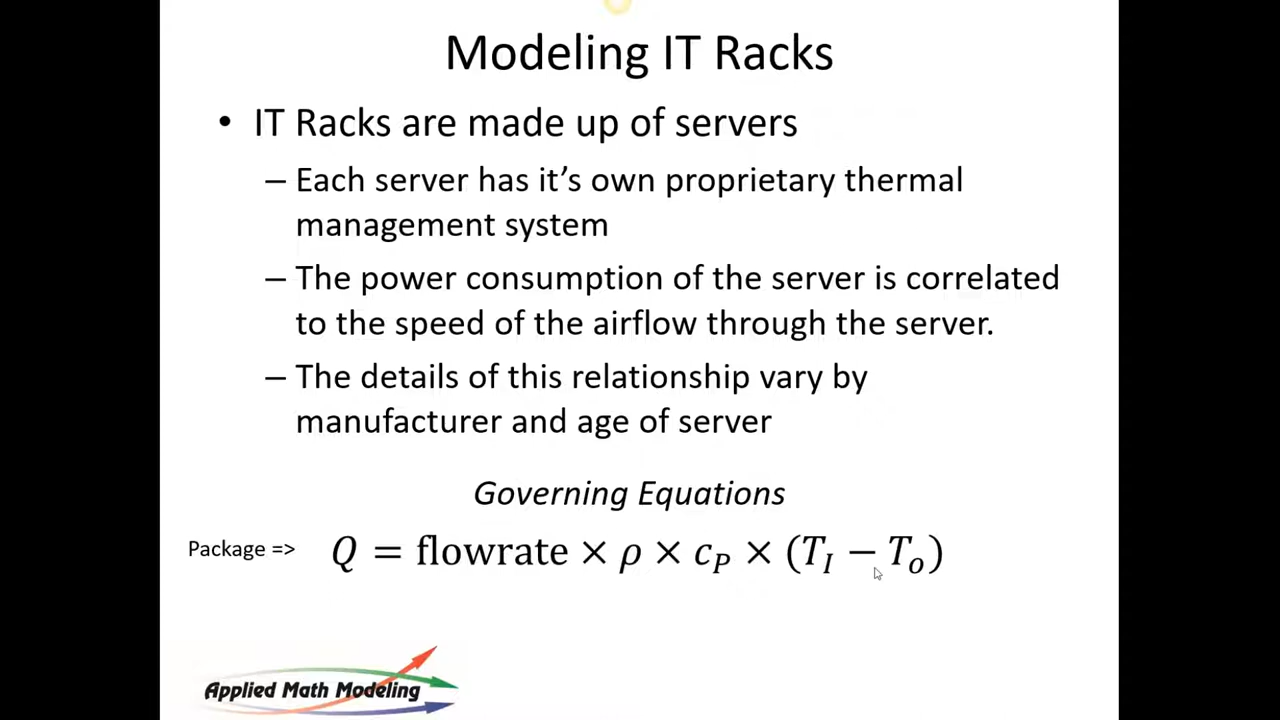 Modeling IT Racks
• IT Racks are made up of servers
– Each server has it’s own proprietary thermal
management system
– The power consumption of the server is correlated
to the speed of the airflow through the server.
– The details of this relationship vary by
manufacturer and age of server
Governing Equations
Package => Q = flowrate × ρ × c_P × (T_I − T_o)
Applied Math Modeling